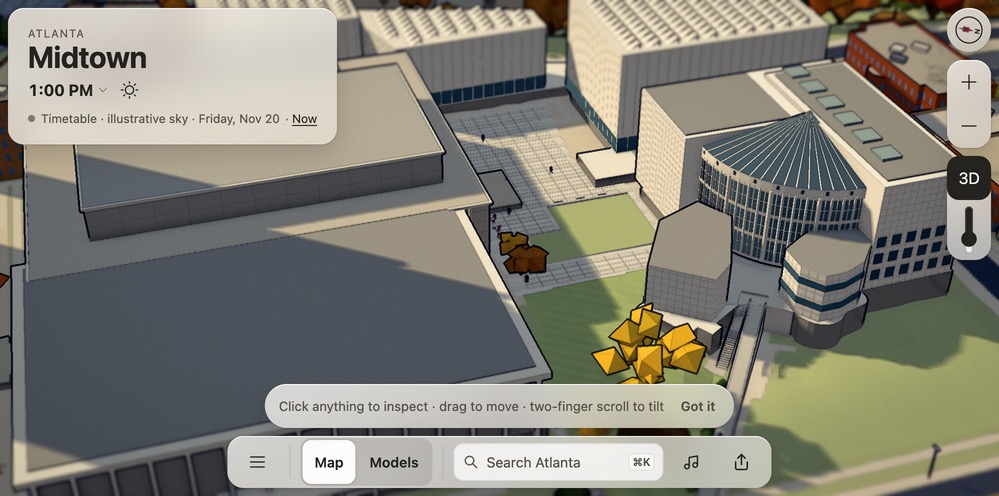 ATLANTA
Midtown
1:00 PM
Timetable · illustrative sky · Friday, Nov 20 · Now
N
+
−
3D
Click anything to inspect · drag to move · two-finger scroll to tilt Got it
Map Models Search Atlanta ⌘K